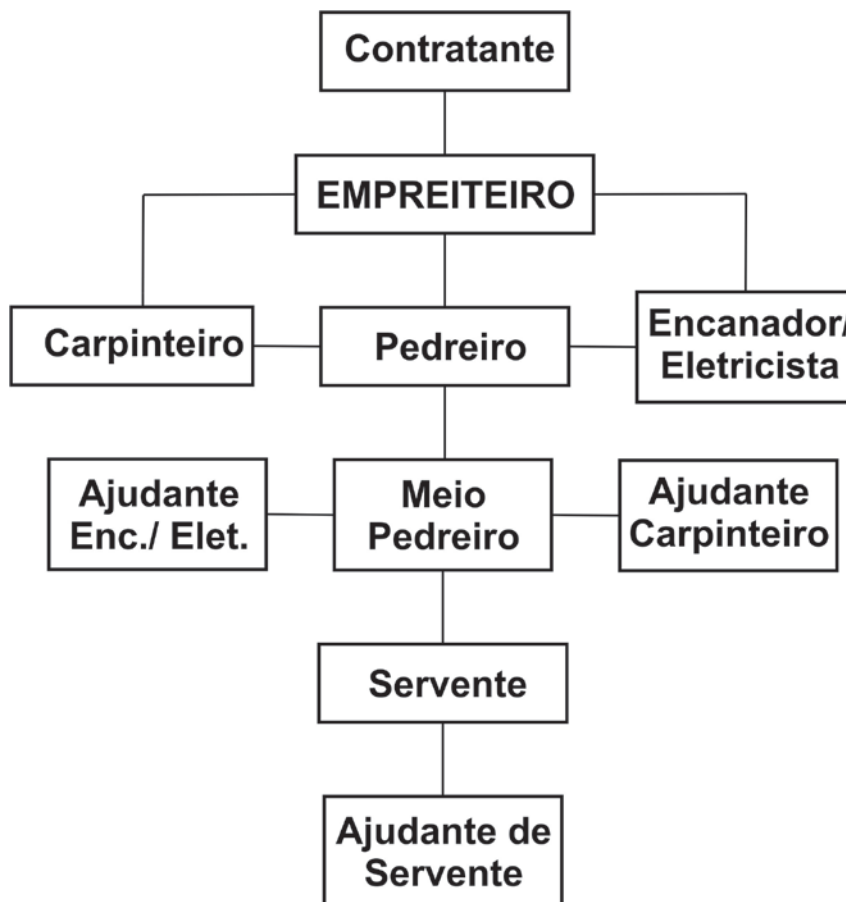 Contratante
EMPREITEIRO
Carpinteiro
Pedreiro
Encanador/
Eletricista
Ajudante
Enc./ Elet.
Meio
Pedreiro
Ajudante
Carpinteiro
Servente
Ajudante de
Servente